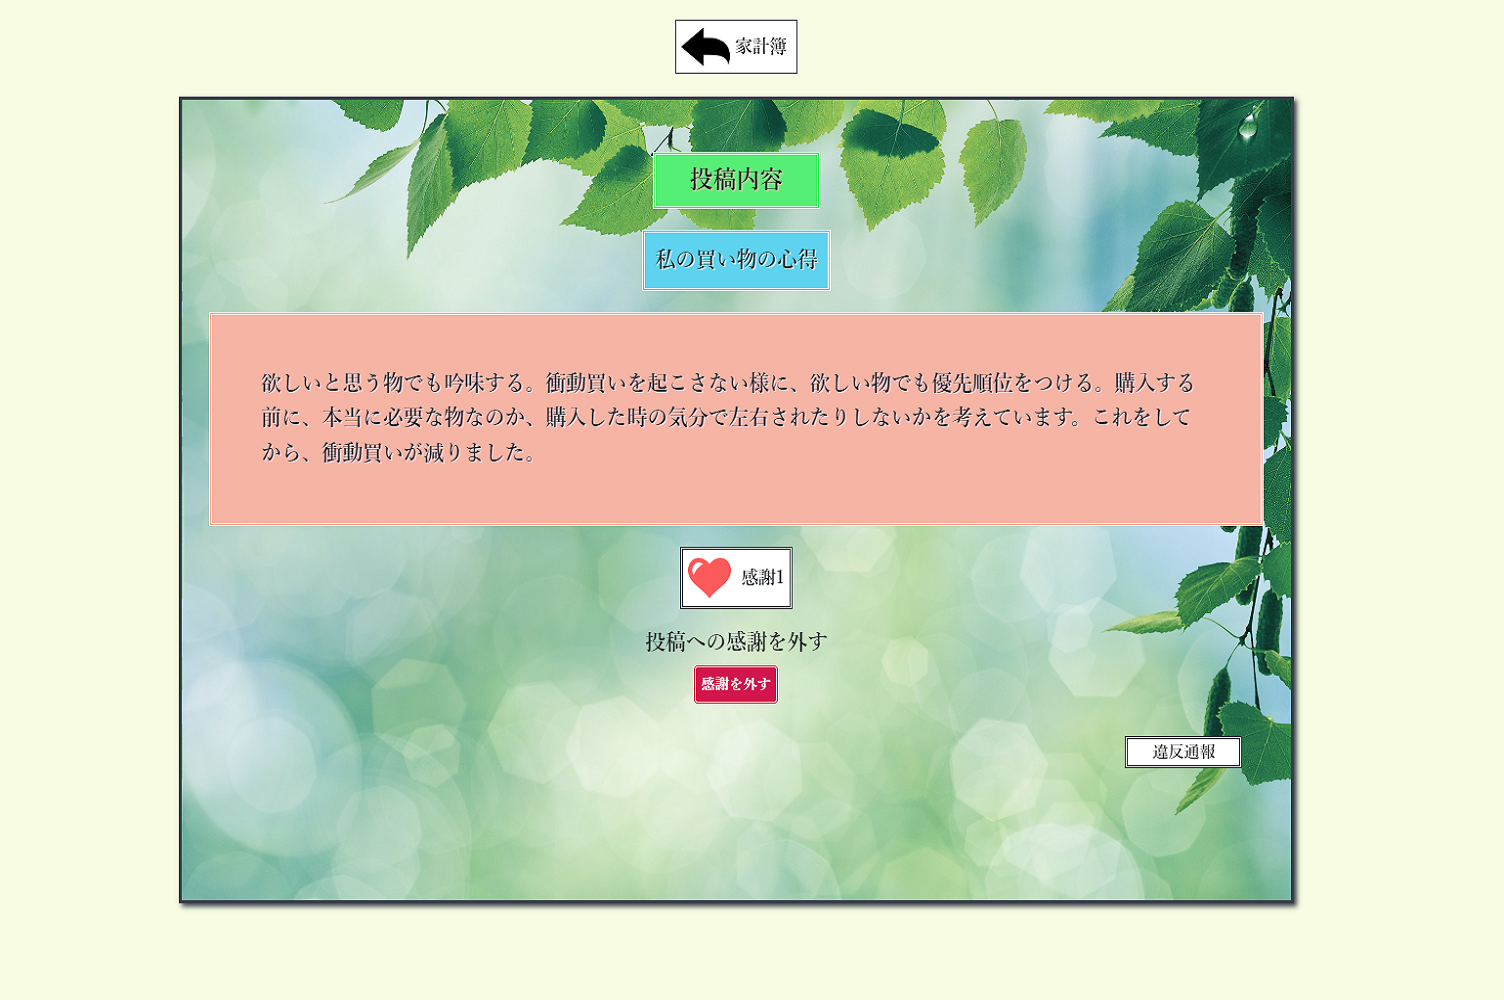 家計簿
投稿内容
私の買い物の心得
欲しいと思う物でも吟味する。衝動買いを起こさない様に、欲しい物でも優先順位をつける。購入する
前に、本当に必要な物なのか、購入した時の気分で左右されたりしないかを考えています。これをして
から、衝動買いが減りました。
感謝1
投稿への感謝を外す
感謝を外す
違反通報